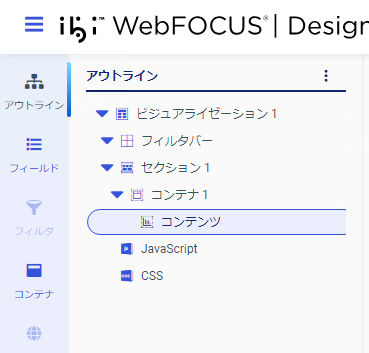 ibi WebFOCUS® | Design
アウトライン
アウトライン
ビジュアライゼーション 1
フィルタバー
フィールド
セクション 1
コンテナ 1
フィルタ
コンテンツ
JavaScript
コンテナ
CSS